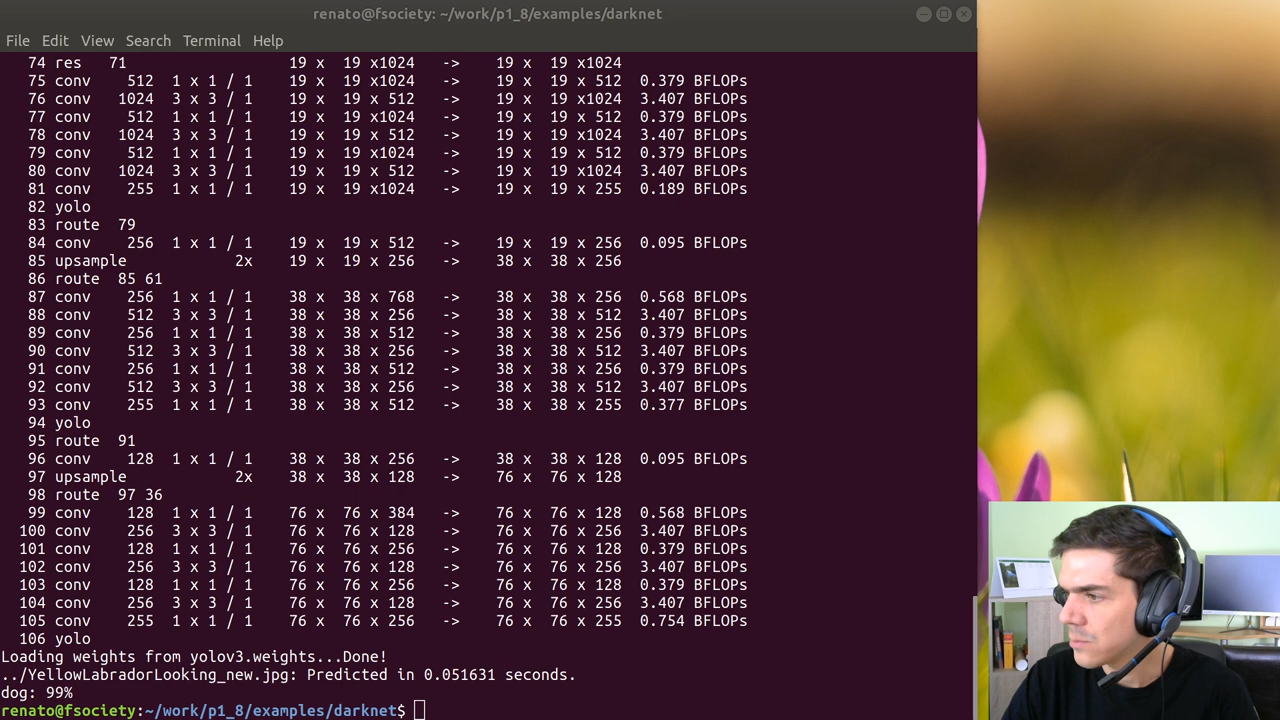 renato@fsociety: ~/work/p1_8/examples/darknet
File Edit View Search Terminal Help
74 res 71 19 x 19 x1024 -> 19 x 19 x1024
75 conv 512 1 x 1 / 1 19 x 19 x1024 -> 19 x 19 x 512 0.379 BFLOPs
76 conv 1024 3 x 3 / 1 19 x 19 x 512 -> 19 x 19 x1024 3.407 BFLOPs
77 conv 512 1 x 1 / 1 19 x 19 x1024 -> 19 x 19 x 512 0.379 BFLOPs
78 conv 1024 3 x 3 / 1 19 x 19 x 512 -> 19 x 19 x1024 3.407 BFLOPs
79 conv 512 1 x 1 / 1 19 x 19 x1024 -> 19 x 19 x 512 0.379 BFLOPs
80 conv 1024 3 x 3 / 1 19 x 19 x 512 -> 19 x 19 x1024 3.407 BFLOPs
81 conv 255 1 x 1 / 1 19 x 19 x1024 -> 19 x 19 x 255 0.189 BFLOPs
82 yolo
83 route 79
84 conv 256 1 x 1 / 1 19 x 19 x 512 -> 19 x 19 x 256 0.095 BFLOPs
85 upsample 2x 19 x 19 x 256 -> 38 x 38 x 256
86 route 85 61
87 conv 256 1 x 1 / 1 38 x 38 x 768 -> 38 x 38 x 256 0.568 BFLOPs
88 conv 512 3 x 3 / 1 38 x 38 x 256 -> 38 x 38 x 512 3.407 BFLOPs
89 conv 256 1 x 1 / 1 38 x 38 x 512 -> 38 x 38 x 256 0.379 BFLOPs
90 conv 512 3 x 3 / 1 38 x 38 x 256 -> 38 x 38 x 512 3.407 BFLOPs
91 conv 256 1 x 1 / 1 38 x 38 x 512 -> 38 x 38 x 256 0.379 BFLOPs
92 conv 512 3 x 3 / 1 38 x 38 x 256 -> 38 x 38 x 512 3.407 BFLOPs
93 conv 255 1 x 1 / 1 38 x 38 x 512 -> 38 x 38 x 255 0.377 BFLOPs
94 yolo
95 route 91
96 conv 128 1 x 1 / 1 38 x 38 x 256 -> 38 x 38 x 128 0.095 BFLOPs
97 upsample 2x 38 x 38 x 128 -> 76 x 76 x 128
98 route 97 36
99 conv 128 1 x 1 / 1 76 x 76 x 384 -> 76 x 76 x 128 0.568 BFLOPs
100 conv 256 3 x 3 / 1 76 x 76 x 128 -> 76 x 76 x 256 3.407 BFLOPs
101 conv 128 1 x 1 / 1 76 x 76 x 256 -> 76 x 76 x 128 0.379 BFLOPs
102 conv 256 3 x 3 / 1 76 x 76 x 128 -> 76 x 76 x 256 3.407 BFLOPs
103 conv 128 1 x 1 / 1 76 x 76 x 256 -> 76 x 76 x 128 0.379 BFLOPs
104 conv 256 3 x 3 / 1 76 x 76 x 128 -> 76 x 76 x 256 3.407 BFLOPs
105 conv 255 1 x 1 / 1 76 x 76 x 256 -> 76 x 76 x 255 0.754 BFLOPs
106 yolo
Loading weights from yolov3.weights...Done!
../YellowLabradorLooking_new.jpg: Predicted in 0.051631 seconds.
dog: 99%
renato@fsociety:~/work/p1_8/examples/darknet$